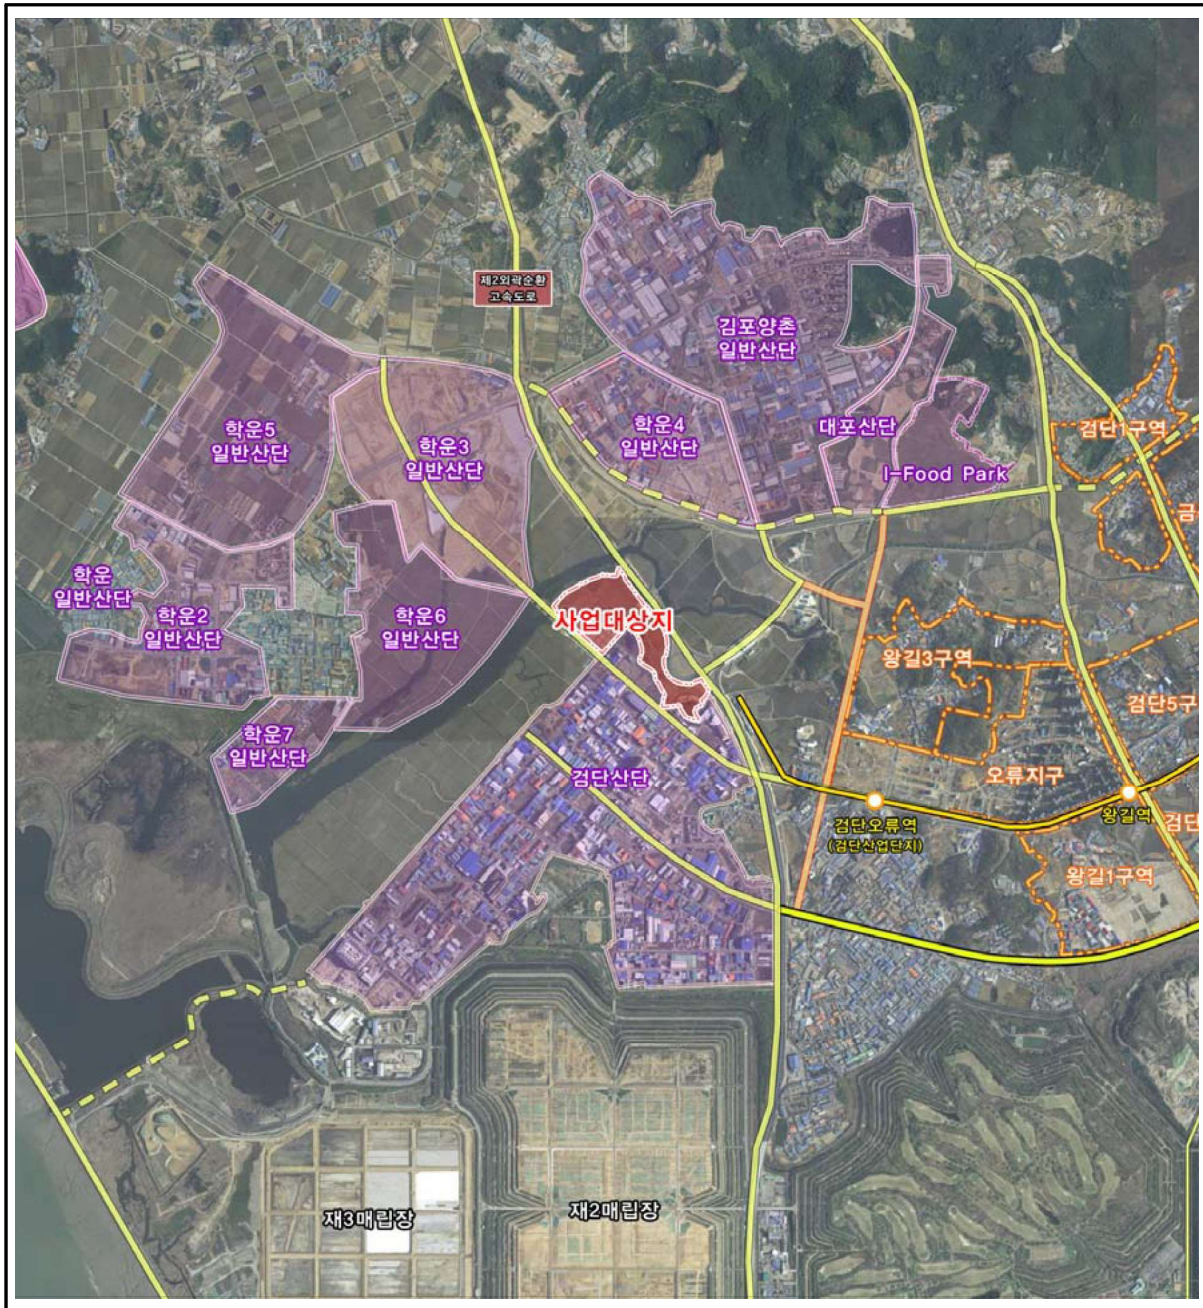 제2외곽순환
고속도로
김포양촌
일반산단
학운5
일반산단
학운3
일반산단
학운4
일반산단
대포산단
검단1구역
I-Food Park
금
학운
일반산단
학운2
일반산단
학운6
일반산단
사업대상지
왕길3구역
검단5구
학운7
일반산단
검단산단
오류지구
검단오류역
(검단산업단지)
왕길역
검단
왕길1구역
재3매립장
재2매립장